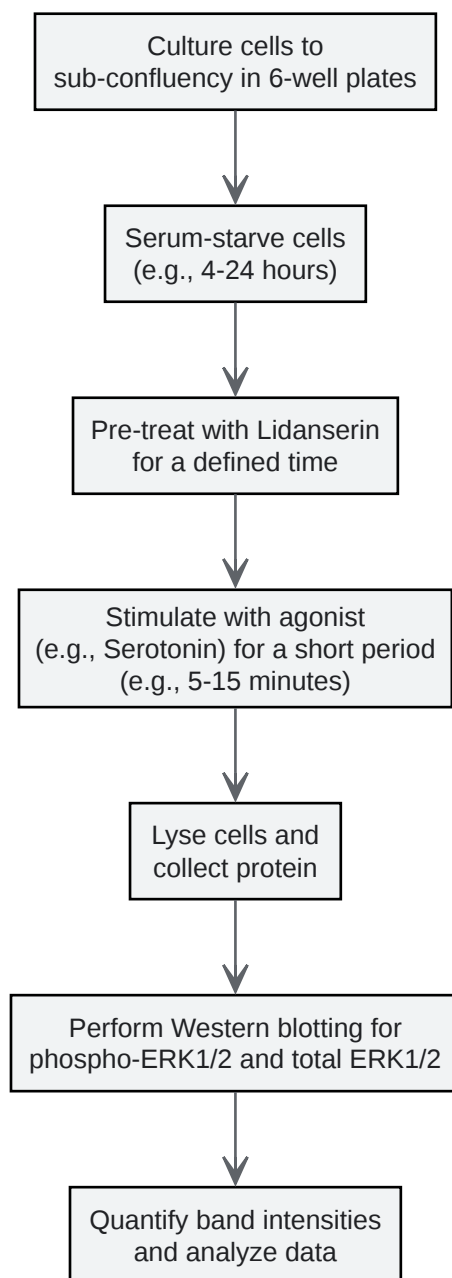 Culture cells to
sub-confluency in 6-well plates
Serum-starve cells
(e.g., 4-24 hours)
Pre-treat with Lidanserin
for a defined time
Stimulate with agonist
(e.g., Serotonin) for a short period
(e.g., 5-15 minutes)
Lyse cells and
collect protein
Perform Western blotting for
phospho-ERK1/2 and total ERK1/2
Quantify band intensities
and analyze data